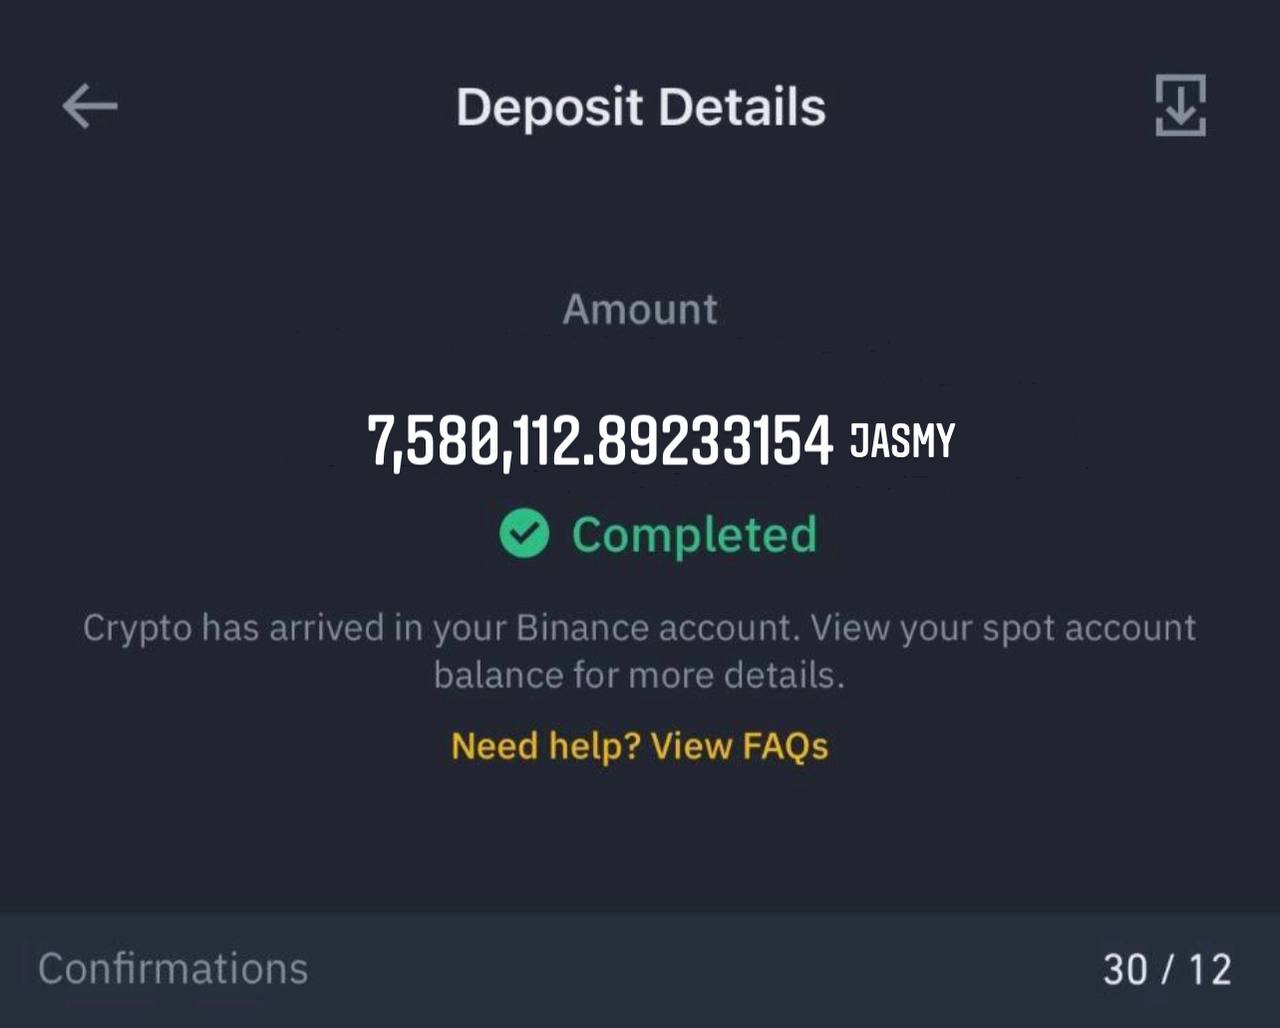 Deposit Details
Amount
7,580,112.89233154 JASMY
Completed
Crypto has arrived in your Binance account. View your spot account
balance for more details.
Need help? View FAQs
Confirmations 30 / 12